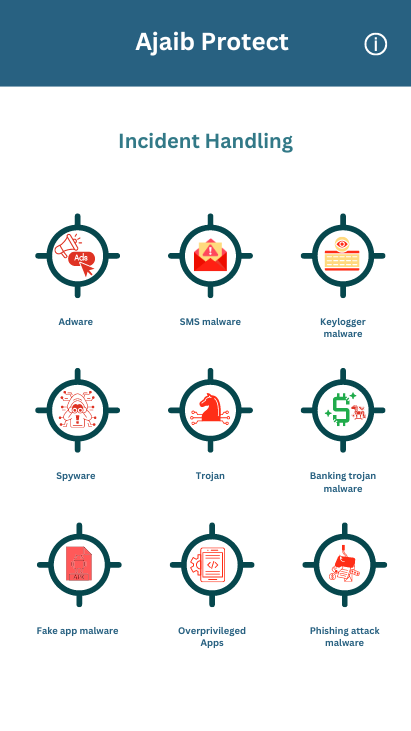 Ajaib Protect
Incident Handling
Ads
Adware
SMS malware
Keylogger
malware
Spyware
Trojan
Banking trojan
malware
APK
Fake app malware
Overprivileged
Apps
Phishing attack
malware